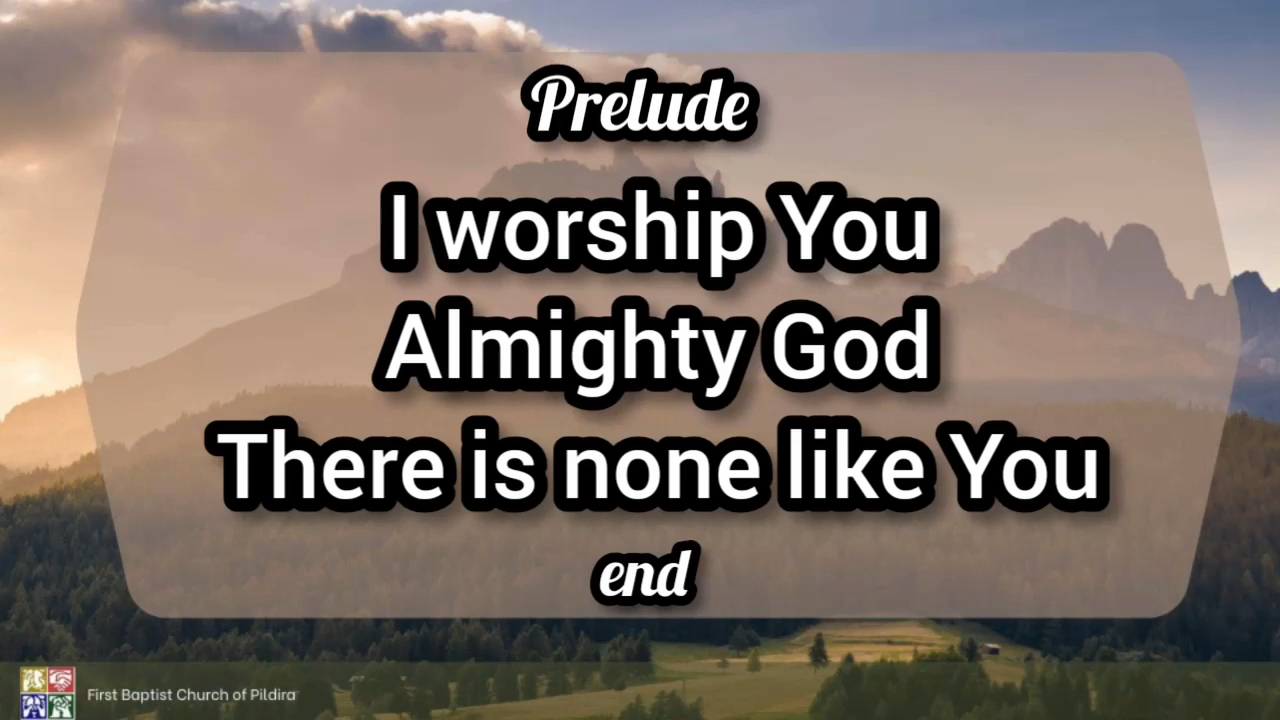 Prelude
I worship You
Almighty God
There is none like You
end
First Baptist Church of Pildira